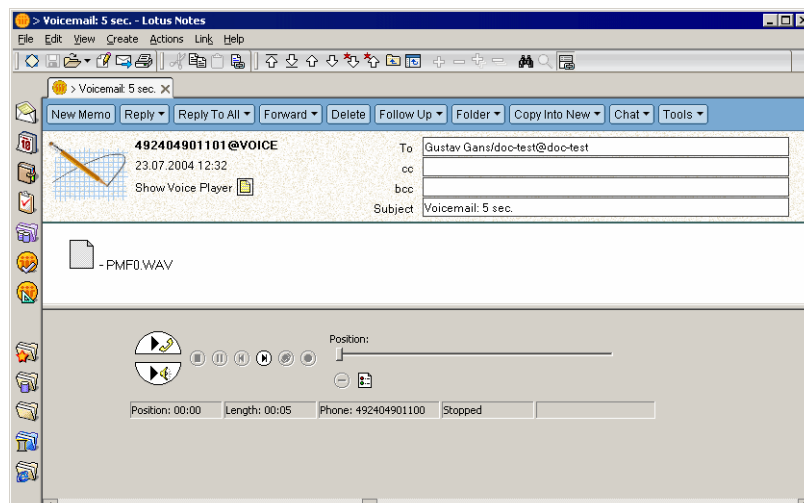 > Voicemail: 5 sec. - Lotus Notes
File Edit View Create Actions Link Help
> Voicemail: 5 sec.
New Memo Reply Reply To All Forward Delete Follow Up Folder Copy Into New Chat Tools
492404901101@VOICE
23.07.2004 12:32
Show Voice Player
To Gustav Gans/doc-test@doc-test
cc
bcc
Subject Voicemail: 5 sec.
18
- PMF0.WAV
Position:
Position: 00:00 Length: 00:05 Phone: 492404901100 Stopped